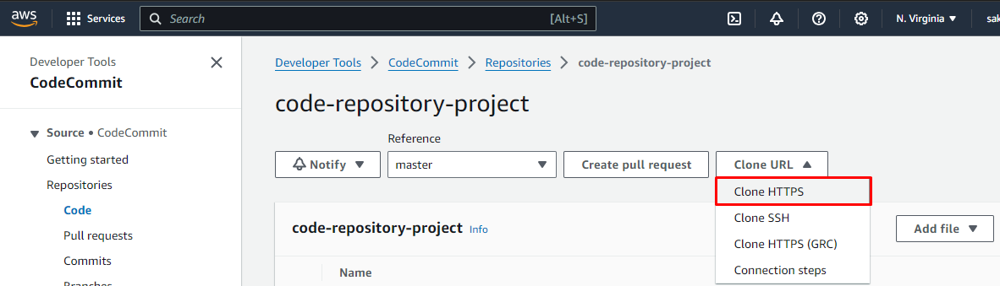 aws Services Search [Alt+S] N. Virginia sak
Developer Tools
CodeCommit
Source • CodeCommit
Getting started
Repositories
Code
Pull requests
Commits
Branches
Developer Tools CodeCommit Repositories code-repository-project
code-repository-project
Reference
Notify master Create pull request Clone URL
Clone HTTPS
Clone SSH
Clone HTTPS (GRC)
Connection steps
code-repository-project Info Add file
Name